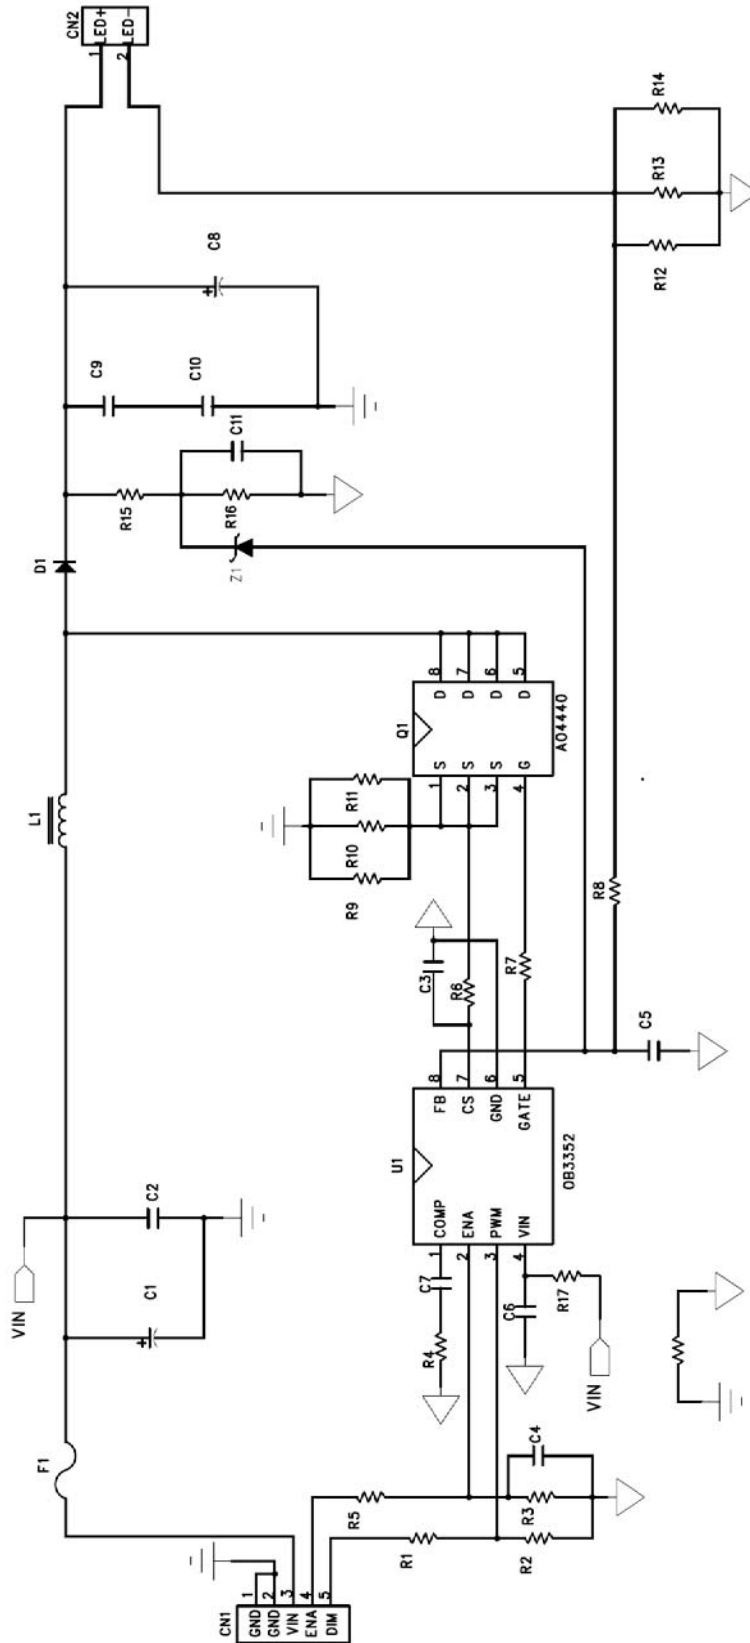 CN2
LED+
LED-
1
2
R14
R13
R12
C8
C9
C10
C11
R15
R16
Z1
D1
Q1
8
D
7
D
6
D
5
D
S
1
S
2
S
3
G
4
AO4440
L1
R11
R10
R9
R8
C3
R6
R7
C5
8
FB
7
CS
6
GND
5
GATE
U1
OB3352
COMP
1
ENA
2
PWM
3
VIN
4
C2
C1
VIN
C7
R4
C6
R17
VIN
F1
C4
R5
R3
R1
R2
CN1
GND
1
GND
2
VIN
3
ENA
4
DIM
5